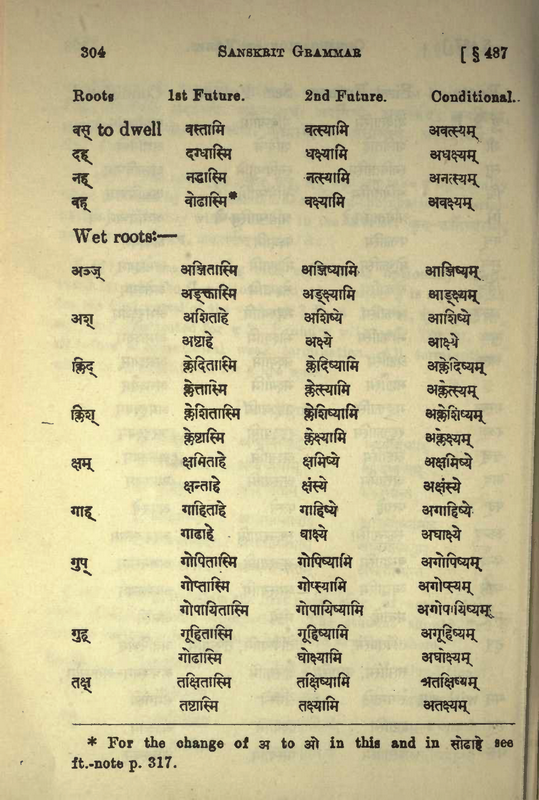 304 SANSKRIT GRAMMAR [ § 487
Roots 1st Future. 2nd Future. Conditional.
वस् to dwell वस्तामि वत्स्यामि अवत्स्यम्
दह् दग्धास्मि धक्ष्यामि अधक्ष्यम्
नह् नद्धास्मि नत्स्यामि अनत्स्यम्
वह् वोढास्मि* वक्ष्यामि अवक्ष्यम्
Wet roots:—
अञ्ज् अञ्जितास्मि अञ्जिष्यामि आञ्जिष्यम्
अङ्क्तास्मि अङ्क्ष्यामि आङ्क्ष्यम्
अश् अशिताहे अशिष्ये आशिष्ये
अष्टाहे अक्ष्ये आक्ष्ये
क्लिद् क्लेदितास्मि क्लेदिष्यामि अक्लेदिष्यम्
क्लेत्तास्मि क्लेत्स्यामि अक्लेत्स्यम्
क्लिश् क्लेशितास्मि क्लेशिष्यामि अक्लेशिष्यम्
क्लेष्टास्मि क्लेक्ष्यामि अक्लेक्ष्यम्
क्षम् क्षमिताहे क्षमिष्ये अक्षमिष्ये
क्षन्ताहे क्षंस्ये अक्षंस्ये
गाह् गाहिताहे गाहिष्ये अगाहिष्ये
गाढाहे घाक्ष्ये अघाक्ष्ये
गुप् गोपितास्मि गोपिष्यामि अगोपिष्यम्
गोप्तास्मि गोप्स्यामि अगोप्स्यम्
गोपायितास्मि गोपायिष्यामि अगोपायिष्यम्
गुह् गूहितास्मि गूहिष्यामि अगूहिष्यम्
गोढास्मि घोक्ष्यामि अघोक्ष्यम्
तक्ष् तक्षितास्मि तक्षिष्यामि अतक्षिष्यम्
तष्टास्मि तक्ष्यामि अतक्ष्यम्
* For the change of अ to ओ in this and in सोढाहे see
ft.-note p. 317.